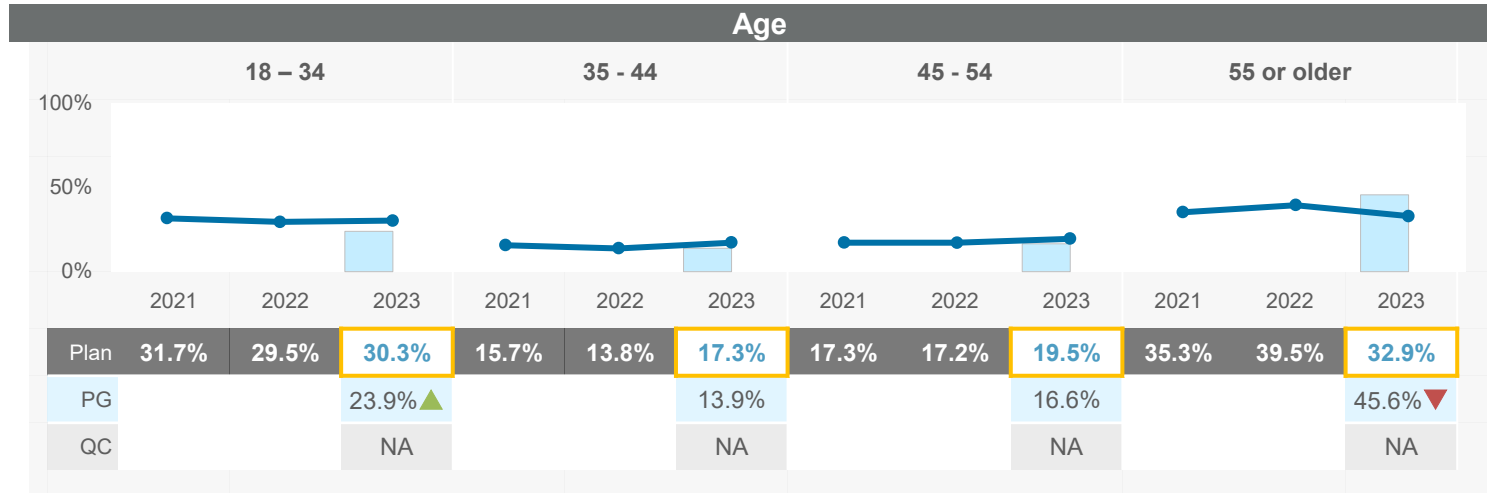 Age
18 – 34 35 - 44 45 - 54 55 or older
100%
50%
0%
2021 2022 2023 2021 2022 2023 2021 2022 2023 2021 2022 2023
Plan 31.7% 29.5% 30.3% 15.7% 13.8% 17.3% 17.3% 17.2% 19.5% 35.3% 39.5% 32.9%
PG 23.9% 13.9% 16.6% 45.6%
QC NA NA NA NA